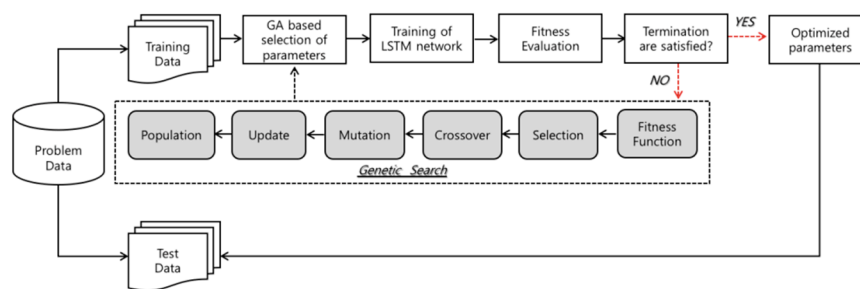 Training
Data
GA based
selection of
parameters
Training of
LSTM network
Fitness
Evaluation
Termination
are satisfied?
YES
Optimized
parameters
NO
Problem
Data
Population
Update
Mutation
Crossover
Selection
Fitness
Function
Genetic Search
Test
Data